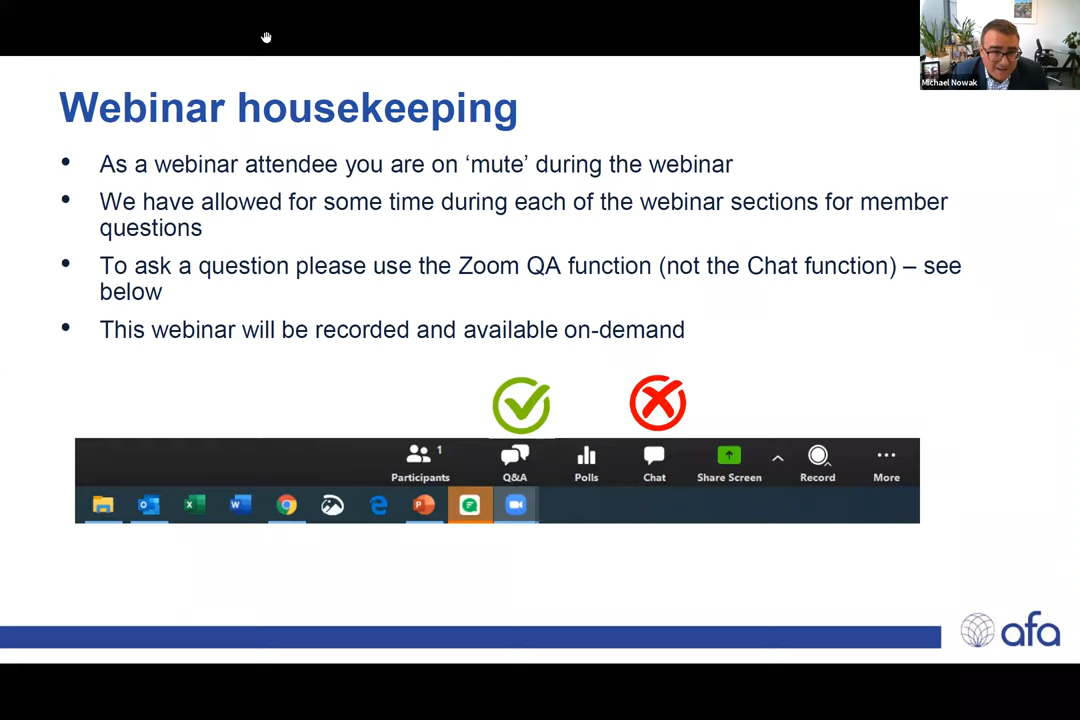 Michael Nowak
Webinar housekeeping
• As a webinar attendee you are on ‘mute’ during the webinar
• We have allowed for some time during each of the webinar sections for member
questions
• To ask a question please use the Zoom QA function (not the Chat function) – see
below
• This webinar will be recorded and available on-demand
1
Participants Q&A Polls Chat Share Screen Record More
afa